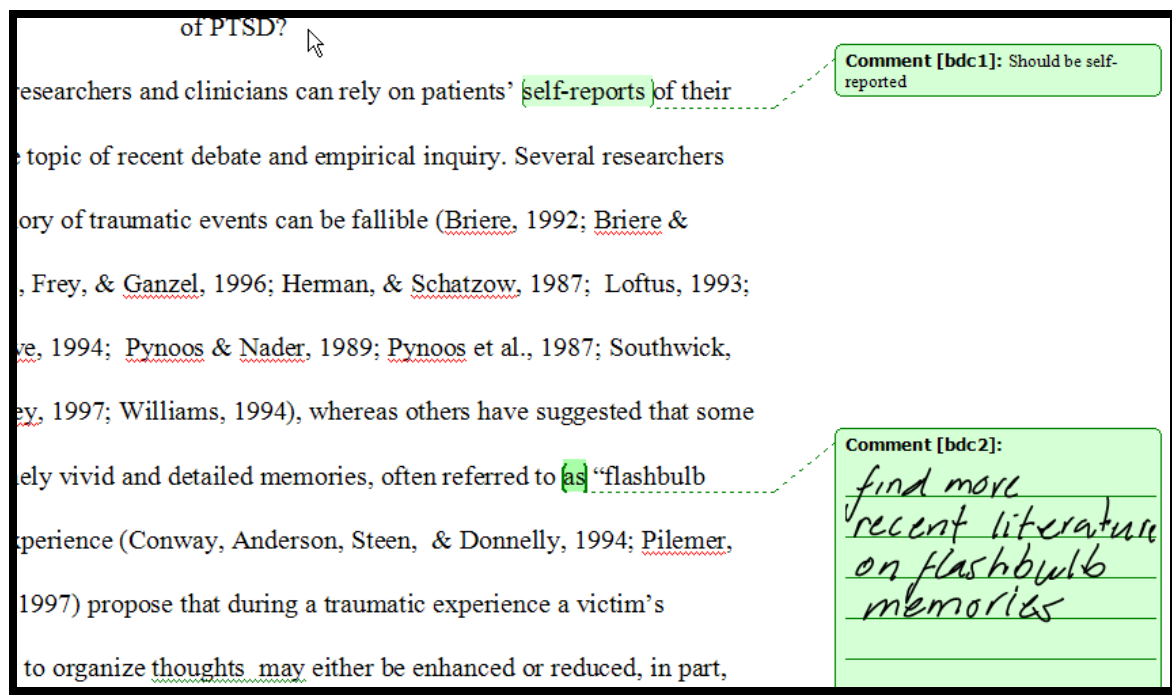 of PTSD?
Comment [bdc1]: Should be self-
reported
researchers and clinicians can rely on patients’ self-reports of their
topic of recent debate and empirical inquiry. Several researchers
ory of traumatic events can be fallible (Briere, 1992; Briere &
, Frey, & Ganzel, 1996; Herman, & Schatzow, 1987;  Loftus, 1993;
ve, 1994;  Pynoos & Nader, 1989; Pynoos et al., 1987; Southwick,
ey, 1997; Williams, 1994), whereas others have suggested that some
ely vivid and detailed memories, often referred to as “flashbulb
xperience (Conway, Anderson, Steen,  & Donnelly, 1994; Pilemer,
1997) propose that during a traumatic experience a victim’s
to organize thoughts  may either be enhanced or reduced, in part,
Comment [bdc2]:
find more
recent literature
on flashbulb
memories